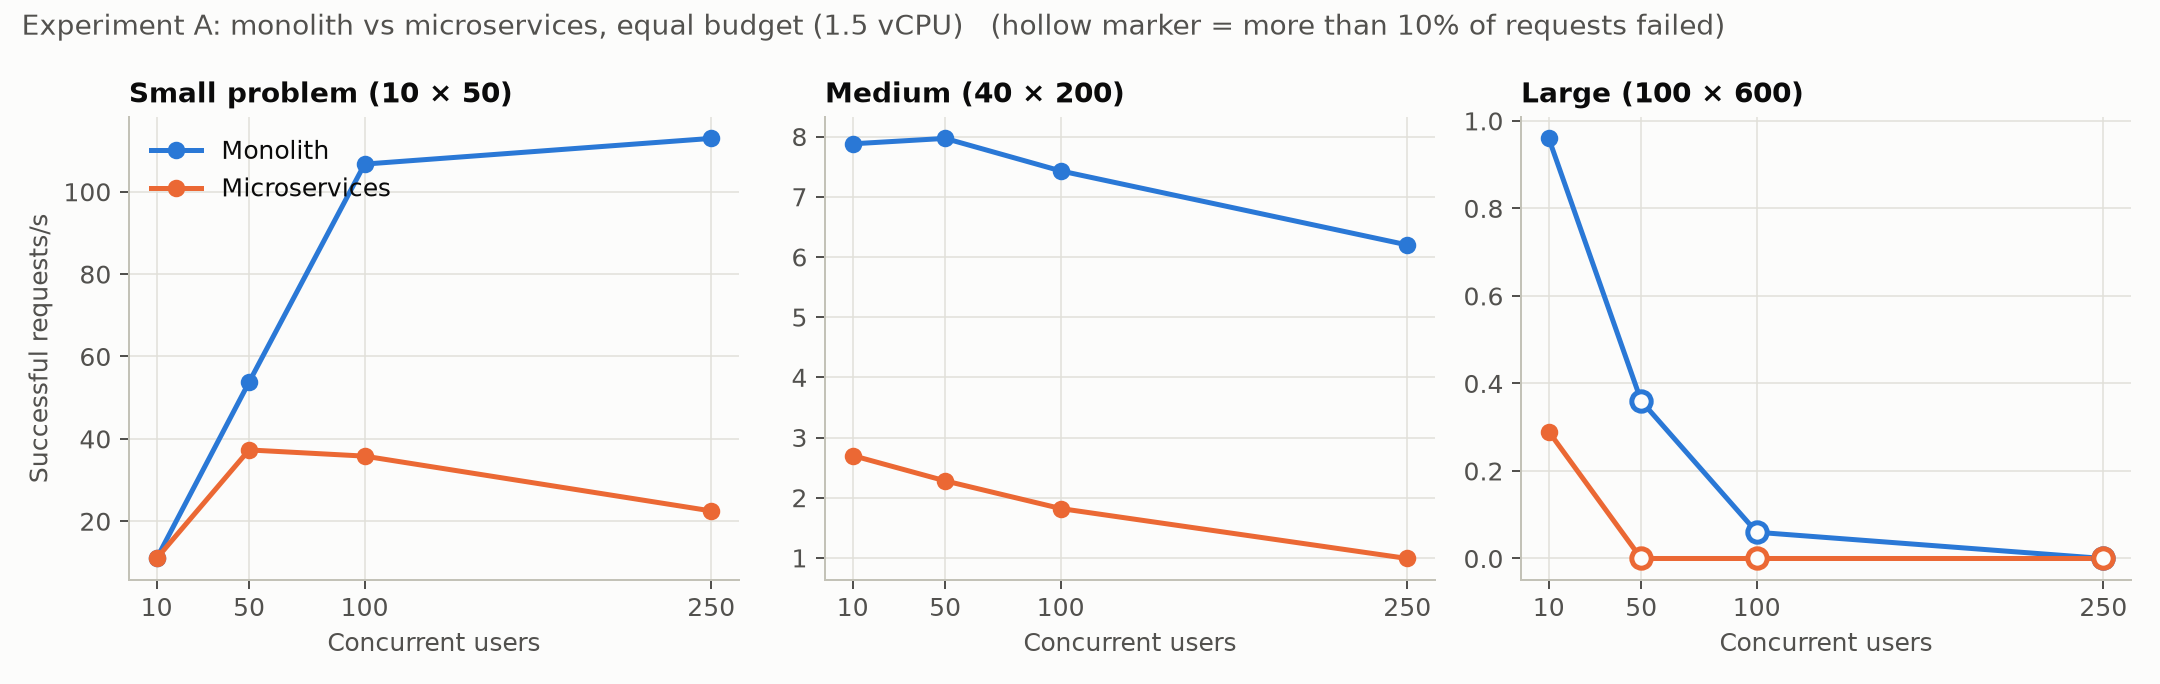 Experiment A: monolith vs microservices, equal budget (1.5 vCPU)   (hollow marker = more than 10% of requests failed)
Small problem (10 × 50)
Monolith
Microservices
100
80
60
40
20
Successful requests/s
10 50 100 250
Concurrent users
Medium (40 × 200)
8
7
6
5
4
3
2
1
10 50 100 250
Concurrent users
Large (100 × 600)
1.0
0.8
0.6
0.4
0.2
0.0
10 50 100 250
Concurrent users